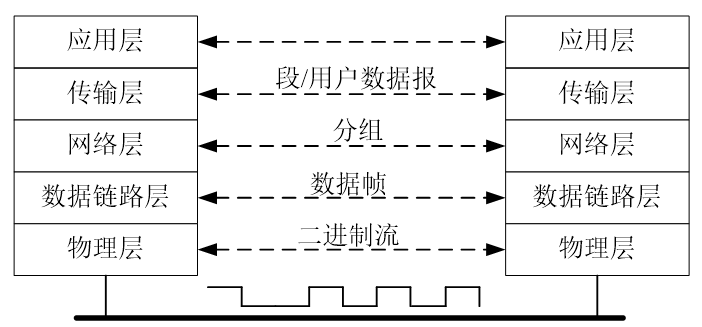 应用层 应用层
传输层 段/用户数据报 传输层
网络层 分组 网络层
数据链路层 数据帧 数据链路层
物理层 二进制流 物理层